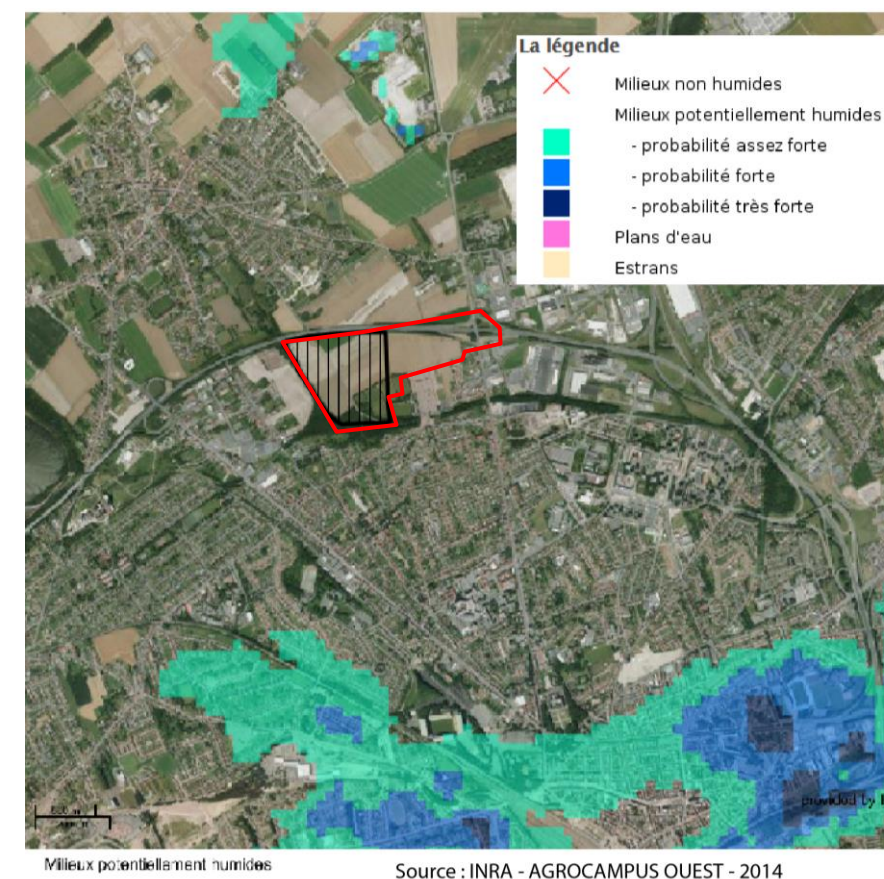 La légende
Milieux non humides
Milieux potentiellement humides
- probabilité assez forte
- probabilité forte
- probabilité très forte
Plans d'eau
Estrans
provided by
Milieux potentiellement humides
Source : INRA - AGROCAMPUS OUEST - 2014